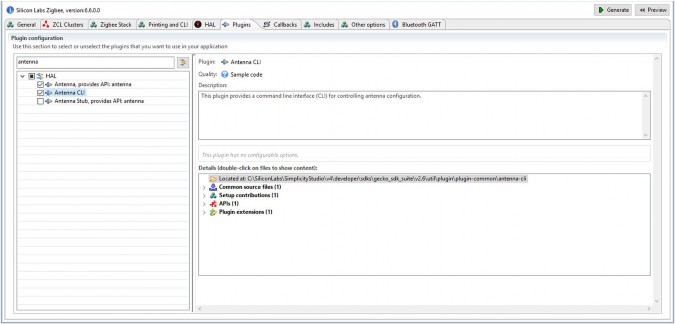 Silicon Labs Zigbee, version:6.6.0.0
Generate
Preview
General
ZCL Clusters
Zigbee Stack
Printing and CLI
HAL
Plugins
Callbacks
Includes
Other options
Bluetooth GATT
Plugin configuration
Use this section to select or unselect the plugins that you want to use in your application
antenna
HAL
Antenna, provides API: antenna
Antenna CLI
Antenna Stub, provides API: antenna
Plugin: Antenna CLI
Quality: Sample code
Description:
This plugin provides a command line interface (CLI) for controlling antenna configuration.
This plugin has no configurable options.
Details (double-click on files to show content):
Located at: C:\SiliconLabs\SimplicityStudio\v4\developer\sdks\gecko_sdk_suite\v2.6\util\plugin\plugin-common\antenna-cli
Common source files (1)
Setup contributions (2)
APIs (1)
Plugin extensions (1)